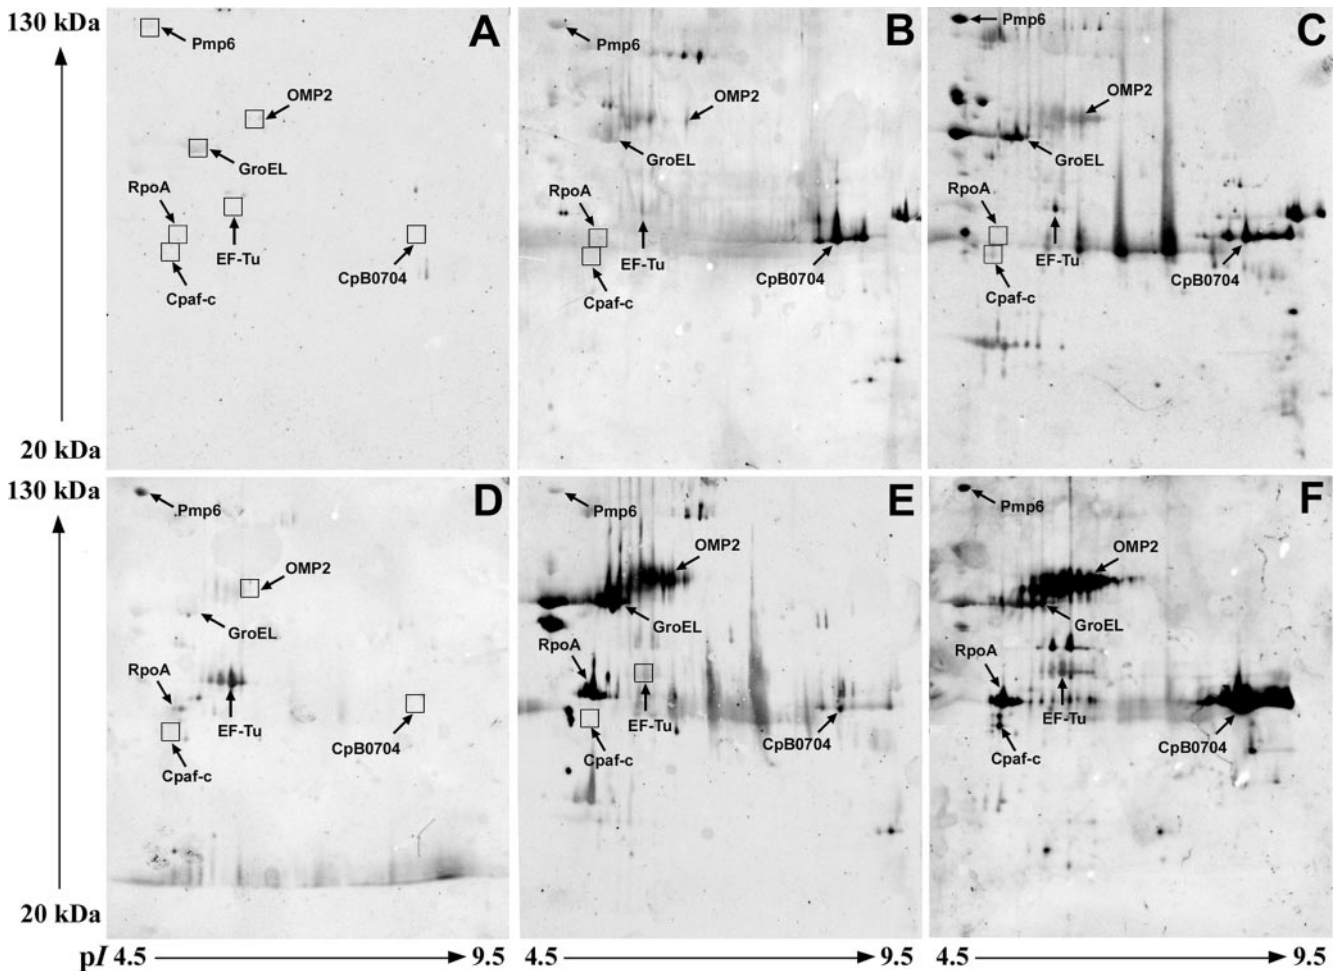 130 kDa
20 kDa
A
Pmp6
OMP2
GroEL
RpoA
EF-Tu
CpB0704
Cpaf-c
B
Pmp6
OMP2
GroEL
RpoA
EF-Tu
CpB0704
Cpaf-c
C
Pmp6
OMP2
GroEL
RpoA
EF-Tu
CpB0704
Cpaf-c
130 kDa
20 kDa
D
Pmp6
OMP2
GroEL
RpoA
EF-Tu
CpB0704
Cpaf-c
E
Pmp6
OMP2
GroEL
RpoA
EF-Tu
CpB0704
Cpaf-c
F
Pmp6
OMP2
GroEL
RpoA
EF-Tu
CpB0704
Cpaf-c
pI 4.5 9.5
4.5 9.5
4.5 9.5